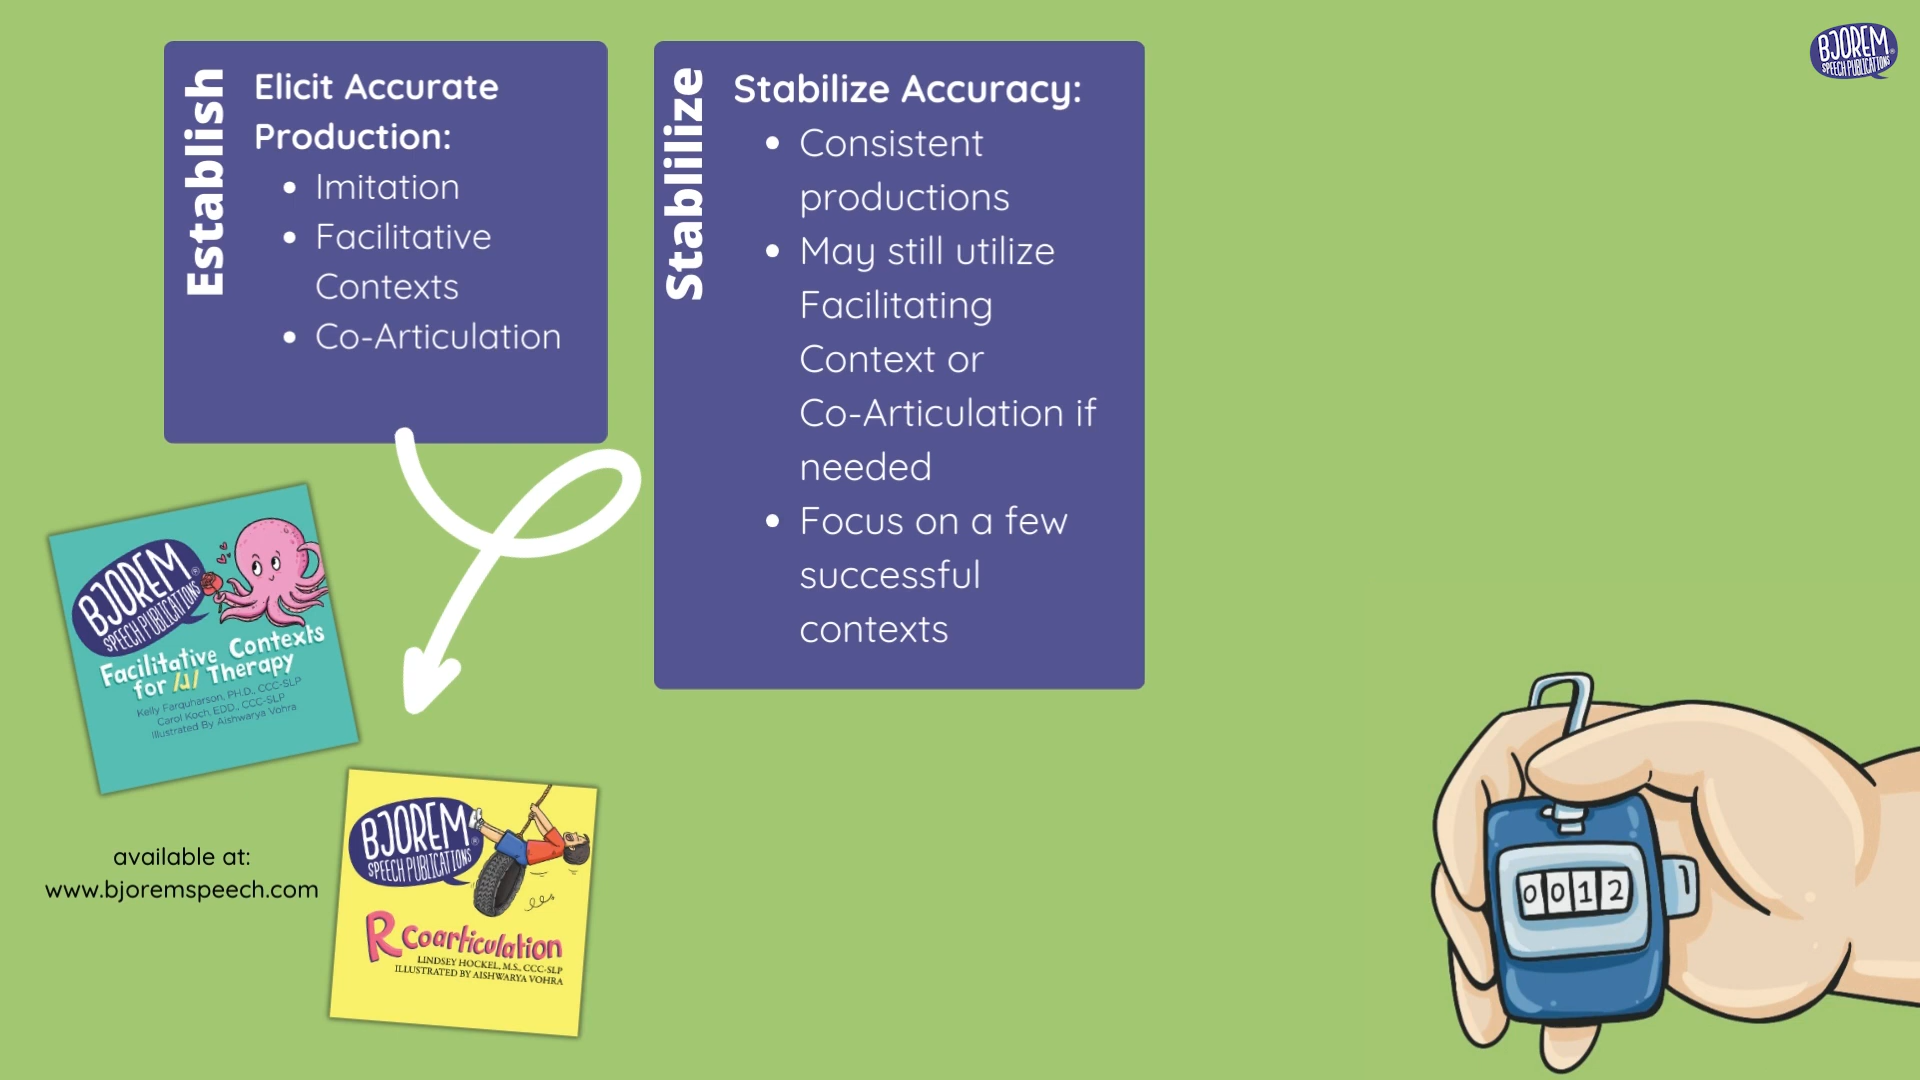 BJOREM
SPEECH PUBLICATIONS
Establish
Elicit Accurate
Production:
• Imitation
• Facilitative
Contexts
• Co-Articulation
Stablilize
Stabilize Accuracy:
• Consistent
productions
• May still utilize
Facilitating
Context or
Co-Articulation if
needed
• Focus on a few
successful
contexts
BJOREM®
SPEECH PUBLICATIONS
Facilitative Contexts
for /ɹ/ Therapy
Kelly Farquharson, PH.D., CCC-SLP
Carol Koch, EDD., CCC-SLP
Illustrated By Aishwarya Vohra
available at:
www.bjoremspeech.com
BJOREM®
SPEECH PUBLICATIONS
R Coarticulation
LINDSEY HOCKEL, M.S., CCC-SLP
ILLUSTRATED BY AISHWARYA VOHRA
0012